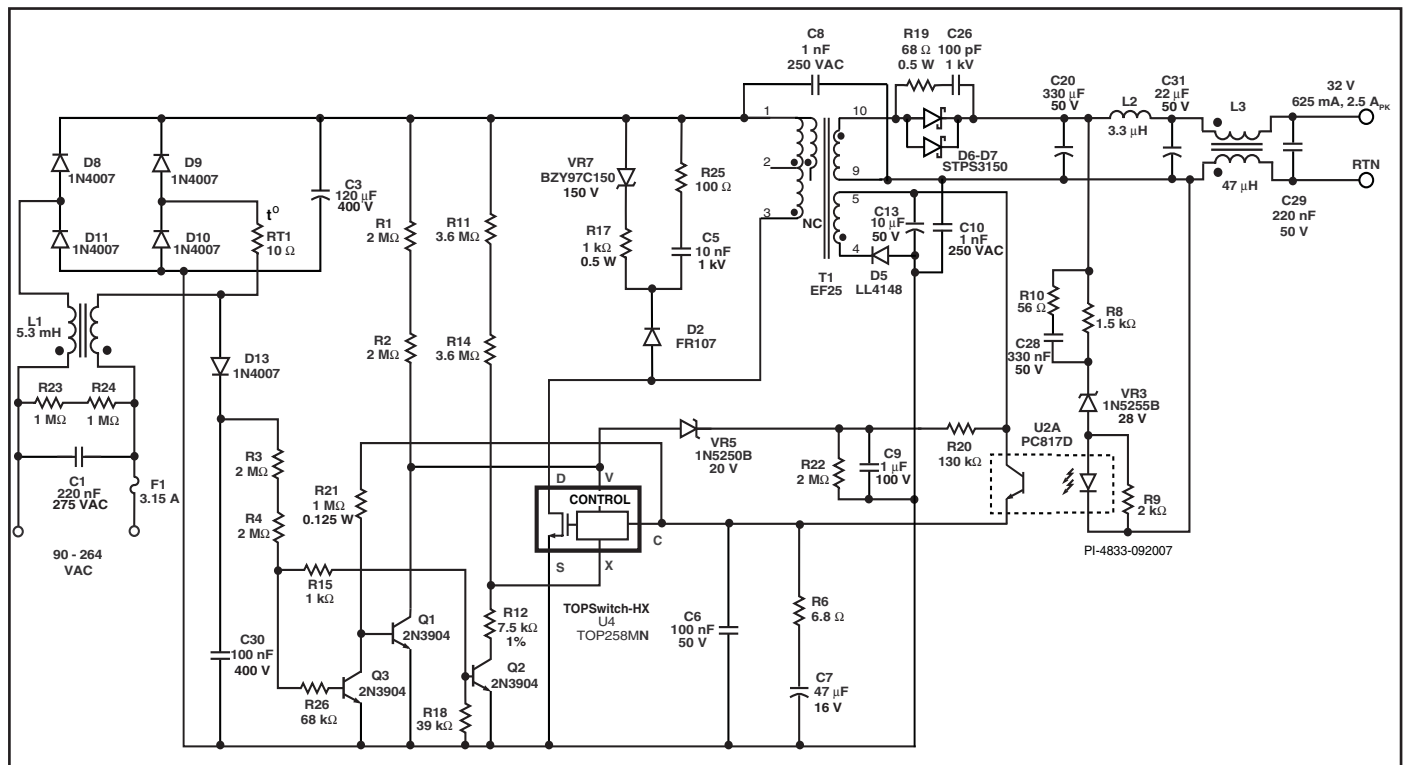 C8
1 nF
250 VAC
R19
68 Ω
0.5 W
C26
100 pF
1 kV
C20
330 µF
50 V
L2
3.3 µH
C31
22 µF
50 V
L3
47 µH
32 V
625 mA, 2.5 APK
RTN
C29
220 nF
50 V
1
2
3
NC
10
9
5
4
D6-D7
STPS3150
D8
1N4007
D9
1N4007
D11
1N4007
D10
1N4007
C3
120 µF
400 V
tO
RT1
10 Ω
R1
2 MΩ
R11
3.6 MΩ
VR7
BZY97C150
150 V
R25
100 Ω
R17
1 kΩ
0.5 W
C5
10 nF
1 kV
C13
10 µF
50 V
C10
1 nF
250 VAC
T1
EF25
D5
LL4148
L1
5.3 mH
D13
1N4007
R2
2 MΩ
R14
3.6 MΩ
D2
FR107
R10
56 Ω
R8
1.5 kΩ
C28
330 nF
50 V
R23
1 MΩ
R24
1 MΩ
C1
220 nF
275 VAC
F1
3.15 A
90 - 264
VAC
R3
2 MΩ
R4
2 MΩ
R21
1 MΩ
0.125 W
D
V
CONTROL
C
S
X
VR5
1N5250B
20 V
R22
2 MΩ
C9
1 µF
100 V
R20
130 kΩ
U2A
PC817D
VR3
1N5255B
28 V
R9
2 kΩ
PI-4833-092007
R15
1 kΩ
TOPSwitch-HX
U4
TOP258MN
C30
100 nF
400 V
R26
68 kΩ
Q3
2N3904
Q1
2N3904
R12
7.5 kΩ
1%
Q2
2N3904
R18
39 kΩ
C6
100 nF
50 V
R6
6.8 Ω
C7
47 µF
16 V